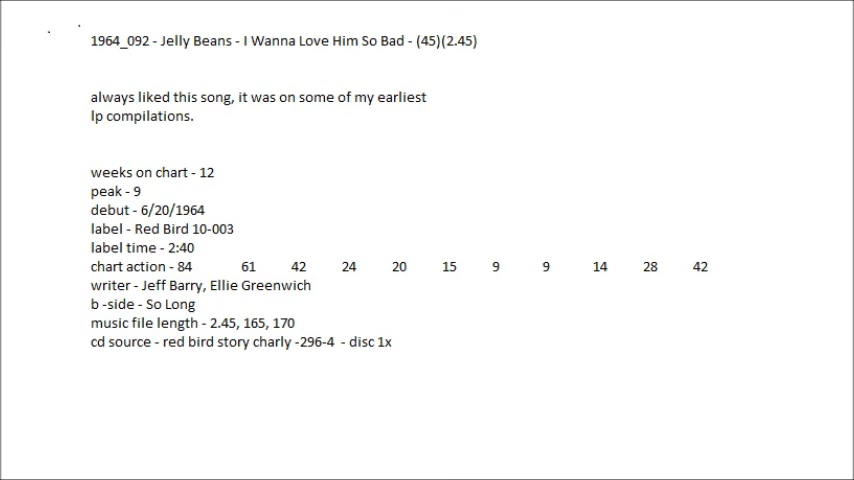 1964_092 - Jelly Beans - I Wanna Love Him So Bad - (45)(2.45)
always liked this song, it was on some of my earliest
lp compilations.
weeks on chart - 12
peak - 9
debut - 6/20/1964
label - Red Bird 10-003
label time - 2:40
chart action - 84 61 42 24 20 15 9 9 14 28 42
writer - Jeff Barry, Ellie Greenwich
b -side - So Long
music file length - 2.45, 165, 170
cd source - red bird story charly -296-4 - disc 1x